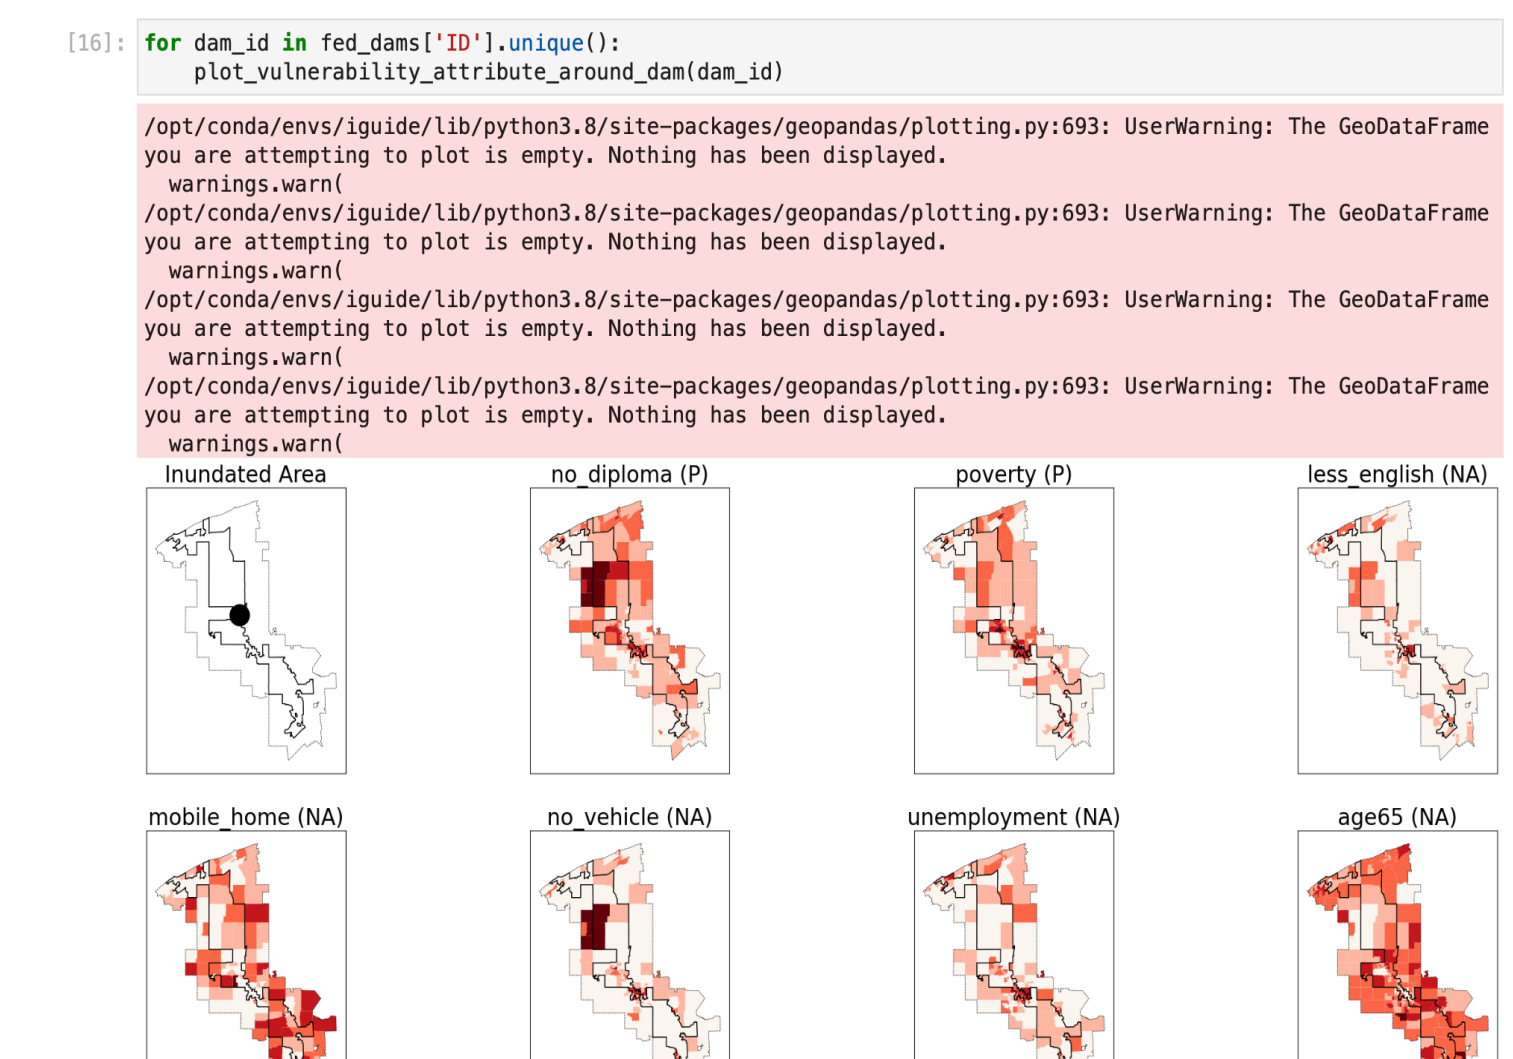 [16]: for dam_id in fed_dams['ID'].unique():
plot_vulnerability_attribute_around_dam(dam_id)
/opt/conda/envs/iguide/lib/python3.8/site-packages/geopandas/plotting.py:693: UserWarning: The GeoDataFrame
you are attempting to plot is empty. Nothing has been displayed.
warnings.warn(
/opt/conda/envs/iguide/lib/python3.8/site-packages/geopandas/plotting.py:693: UserWarning: The GeoDataFrame
you are attempting to plot is empty. Nothing has been displayed.
warnings.warn(
/opt/conda/envs/iguide/lib/python3.8/site-packages/geopandas/plotting.py:693: UserWarning: The GeoDataFrame
you are attempting to plot is empty. Nothing has been displayed.
warnings.warn(
/opt/conda/envs/iguide/lib/python3.8/site-packages/geopandas/plotting.py:693: UserWarning: The GeoDataFrame
you are attempting to plot is empty. Nothing has been displayed.
warnings.warn(
Inundated Area
no_diploma (P)
poverty (P)
less_english (NA)
mobile_home (NA)
no_vehicle (NA)
unemployment (NA)
age65 (NA)